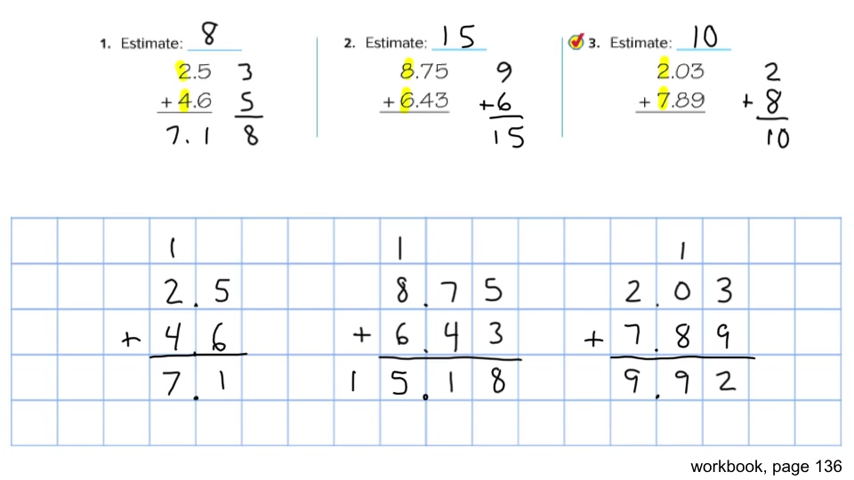 1. Estimate: 8
2.5 3
+ 4.6 5
7.1 8
2. Estimate: 15
8.75 9
+ 6.43 +6
15
3. Estimate: 10
2.03 2
+ 7.89 + 8
10
1
2.5
+ 4.6
7.1
1
8.75
+ 6.43
15.18
1
2.03
+ 7.89
9.92
workbook, page 136